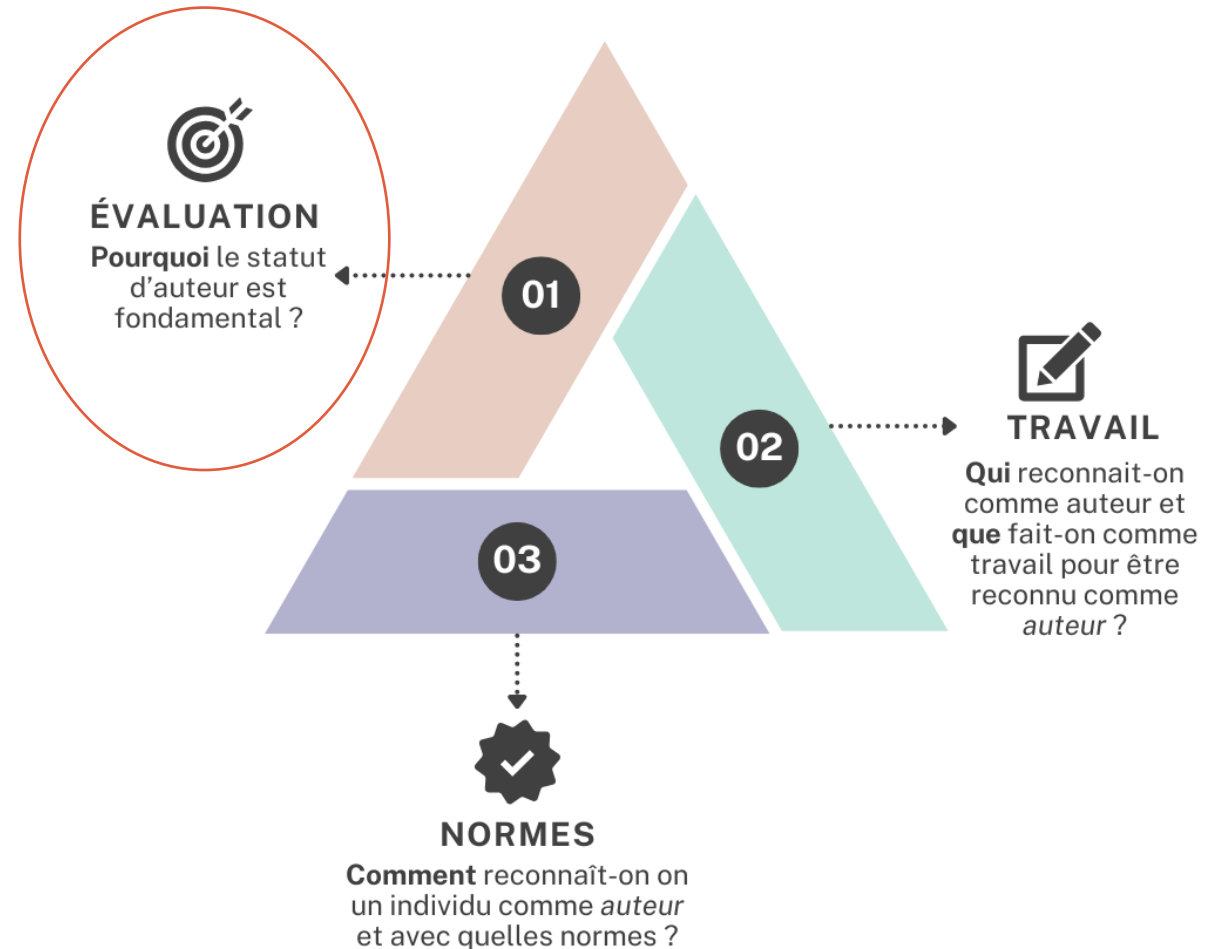 ÉVALUATION
Pourquoi le statut
d'auteur est
fondamental ?
01
02
TRAVAIL
Qui reconnait-on
comme auteur et
que fait-on comme
travail pour être
reconnu comme
auteur ?
03
NORMES
Comment reconnaît-on on
un individu comme auteur
et avec quelles normes ?